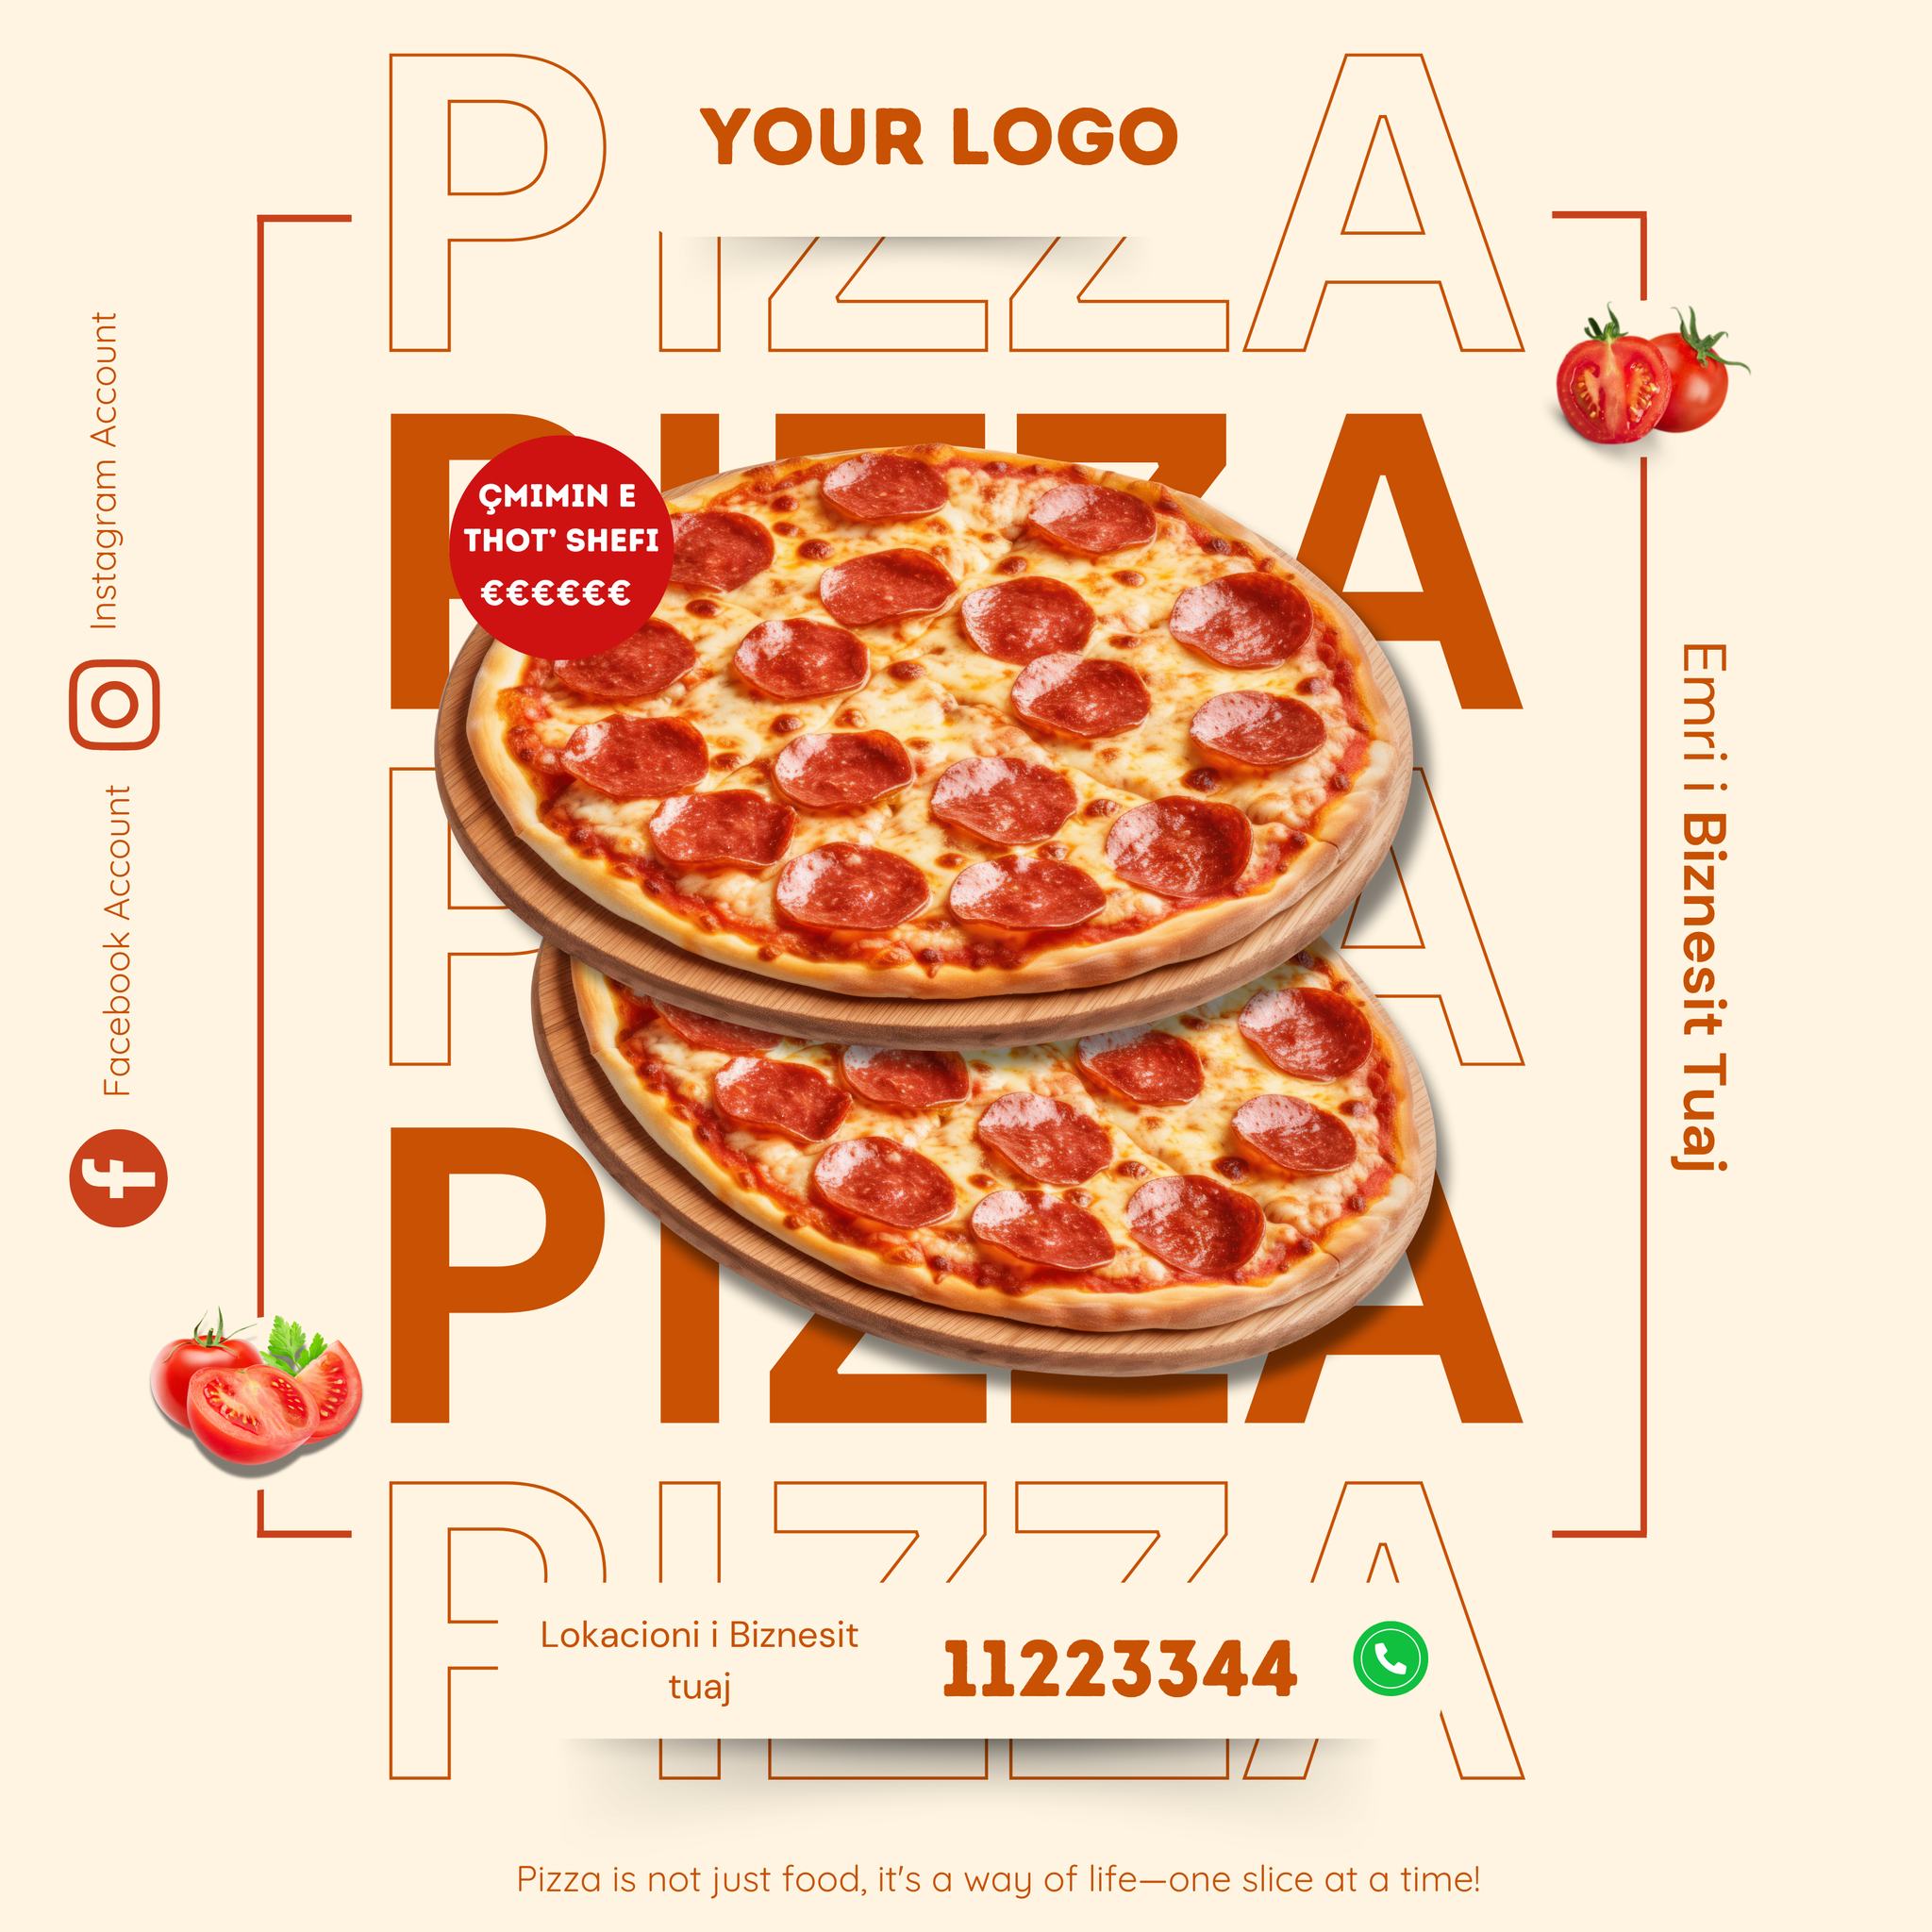 PIZZA
YOUR LOGO
PIZZA
ÇMIMIN E
THOT' SHEFI
€€€€€€
PIZZA
PIZZA
Instagram Account
Facebook Account
Emri i Biznesit Tuaj
PIZZA
Lokacioni i Biznesit
tuaj
11223344
Pizza is not just food, it's a way of life—one slice at a time!